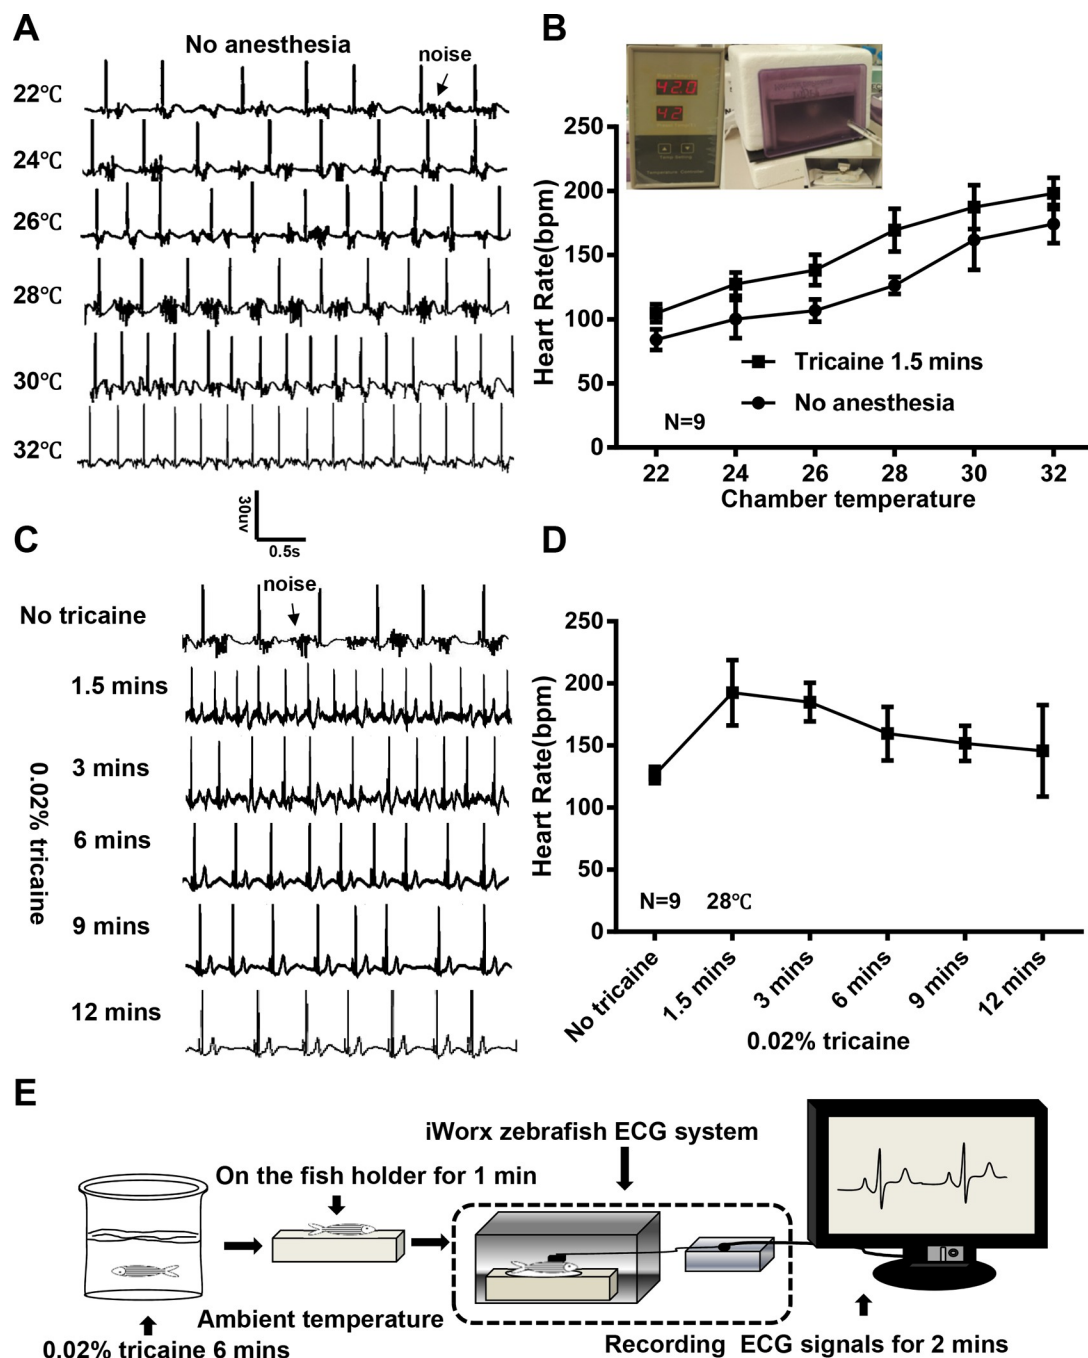 A
No anesthesia
noise
22℃
24℃
26℃
28℃
30℃
32℃
30uv
0.5s
B
42.0
42
Heart Rate(bpm)
250
200
150
100
50
0
Tricaine 1.5 mins
No anesthesia
N=9
22 24 26 28 30 32
Chamber temperature
C
noise
No tricaine
1.5 mins
3 mins
6 mins
9 mins
12 mins
0.02% tricaine
D
Heart Rate(bpm)
250
200
150
100
50
0
N=9 28℃
No tricaine
1.5 mins
3 mins
6 mins
9 mins
12 mins
0.02% tricaine
E
iWorx zebrafish ECG system
On the fish holder for 1 min
Ambient temperature
0.02% tricaine 6 mins
Recording ECG signals for 2 mins